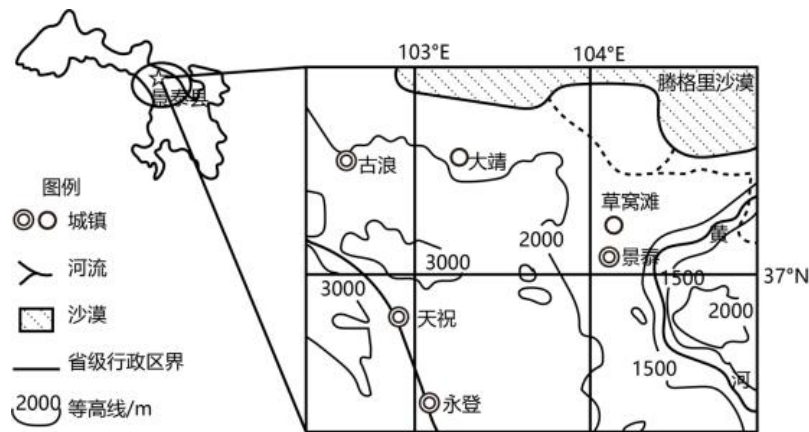 景泰县
103°E
104°E
腾格里沙漠
古浪
大靖
草窝滩
黄
2000
景泰
3000
1500
37°N
3000
天祝
2000
1500
河
永登
图例
城镇
河流
沙漠
省级行政区界
2000 等高线/m